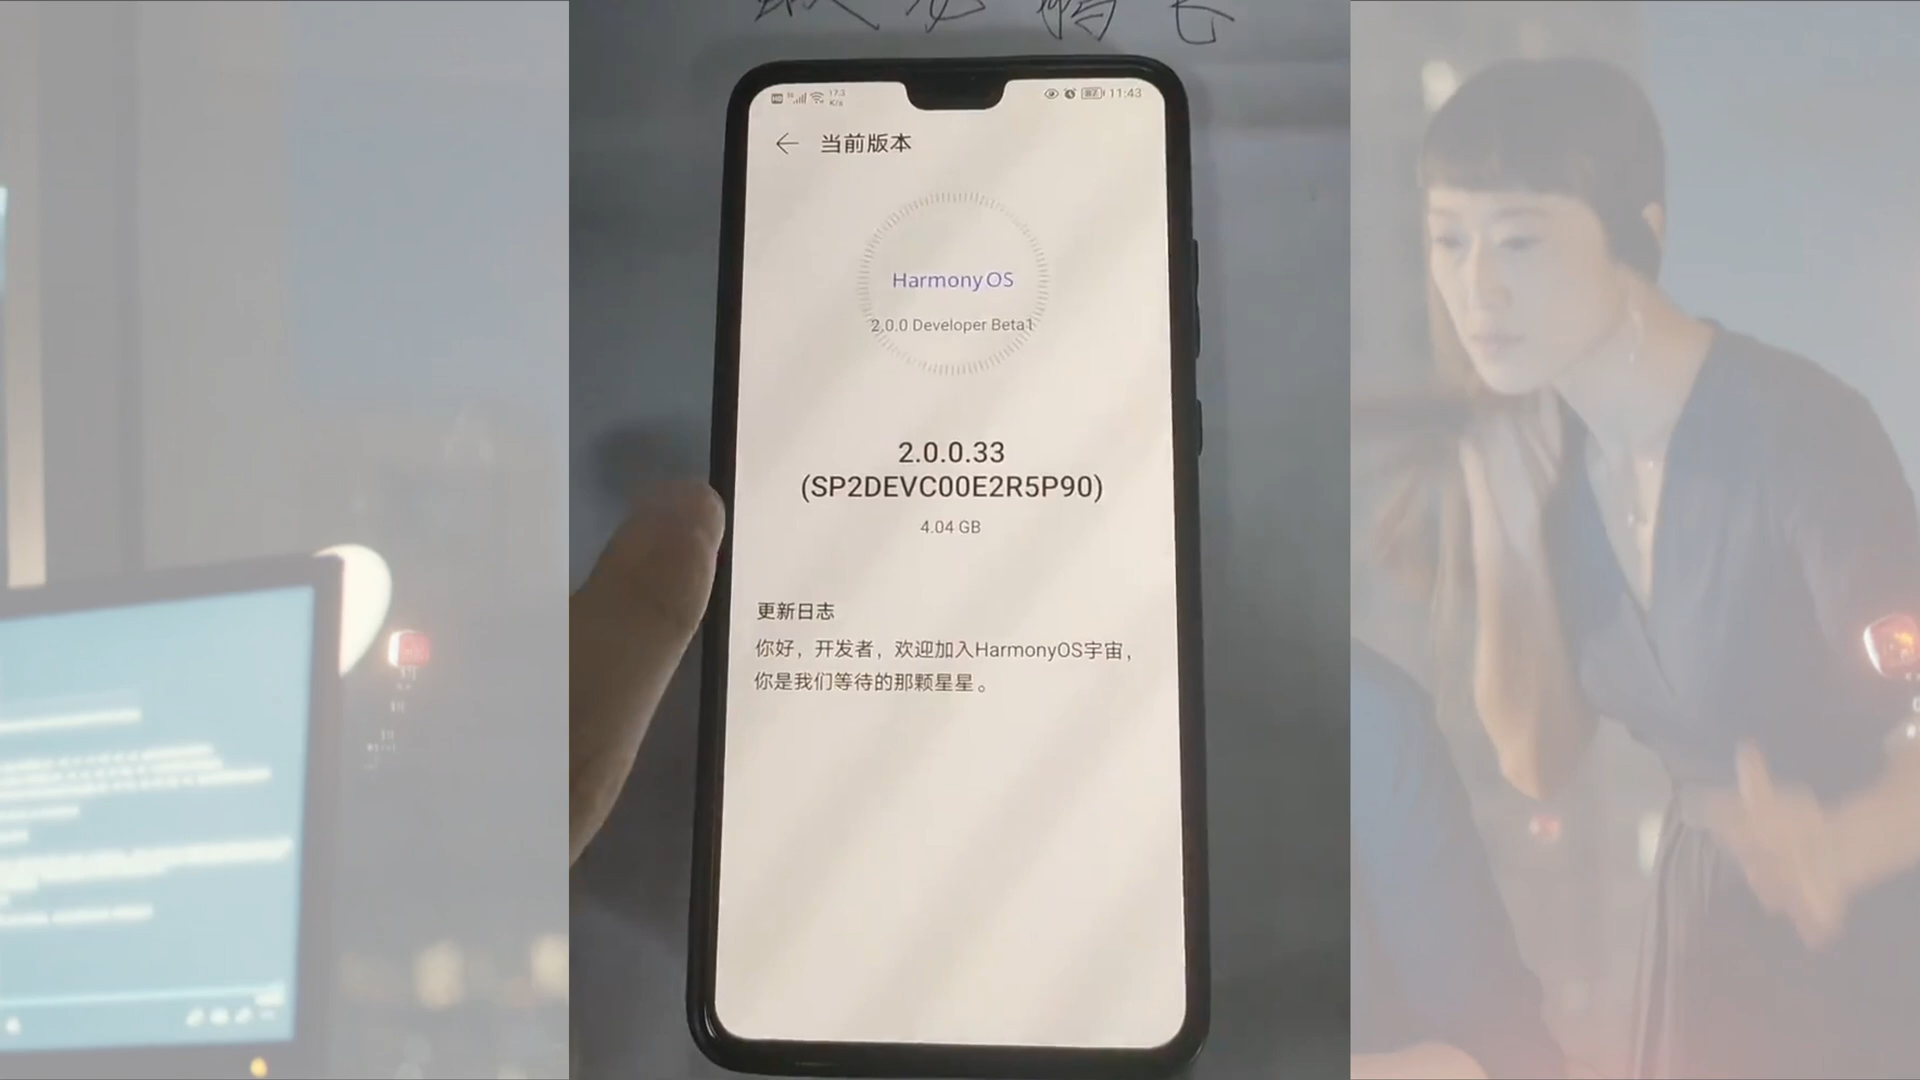 11:43
当前版本
HarmonyOS
2.0.0 Developer Beta1
2.0.0.33
(SP2DEVC00E2R5P90)
4.04 GB
更新日志
你好，开发者，欢迎加入HarmonyOS宇宙，
你是我们等待的那颗星星。